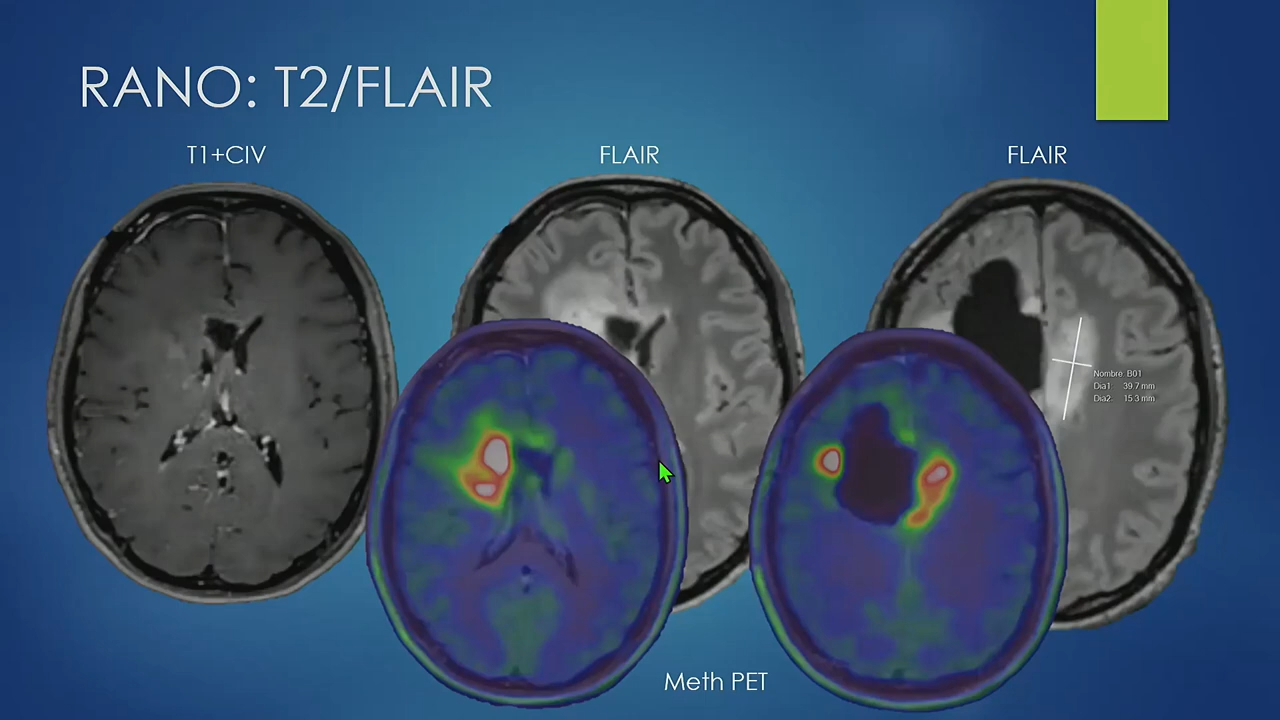 RANO: T2/FLAIR
T1+CIV
FLAIR
FLAIR
Nombre: B01
Dia1: 39.7 mm
Dia2: 15.3 mm
Meth PET